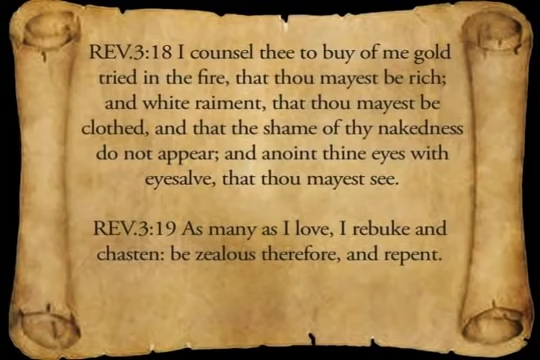 REV.3:18 I counsel thee to buy of me gold
tried in the fire, that thou mayest be rich;
and white raiment, that thou mayest be
clothed, and that the shame of thy nakedness
do not appear; and anoint thine eyes with
eyesalve, that thou mayest see.
REV.3:19 As many as I love, I rebuke and
chasten: be zealous therefore, and repent.